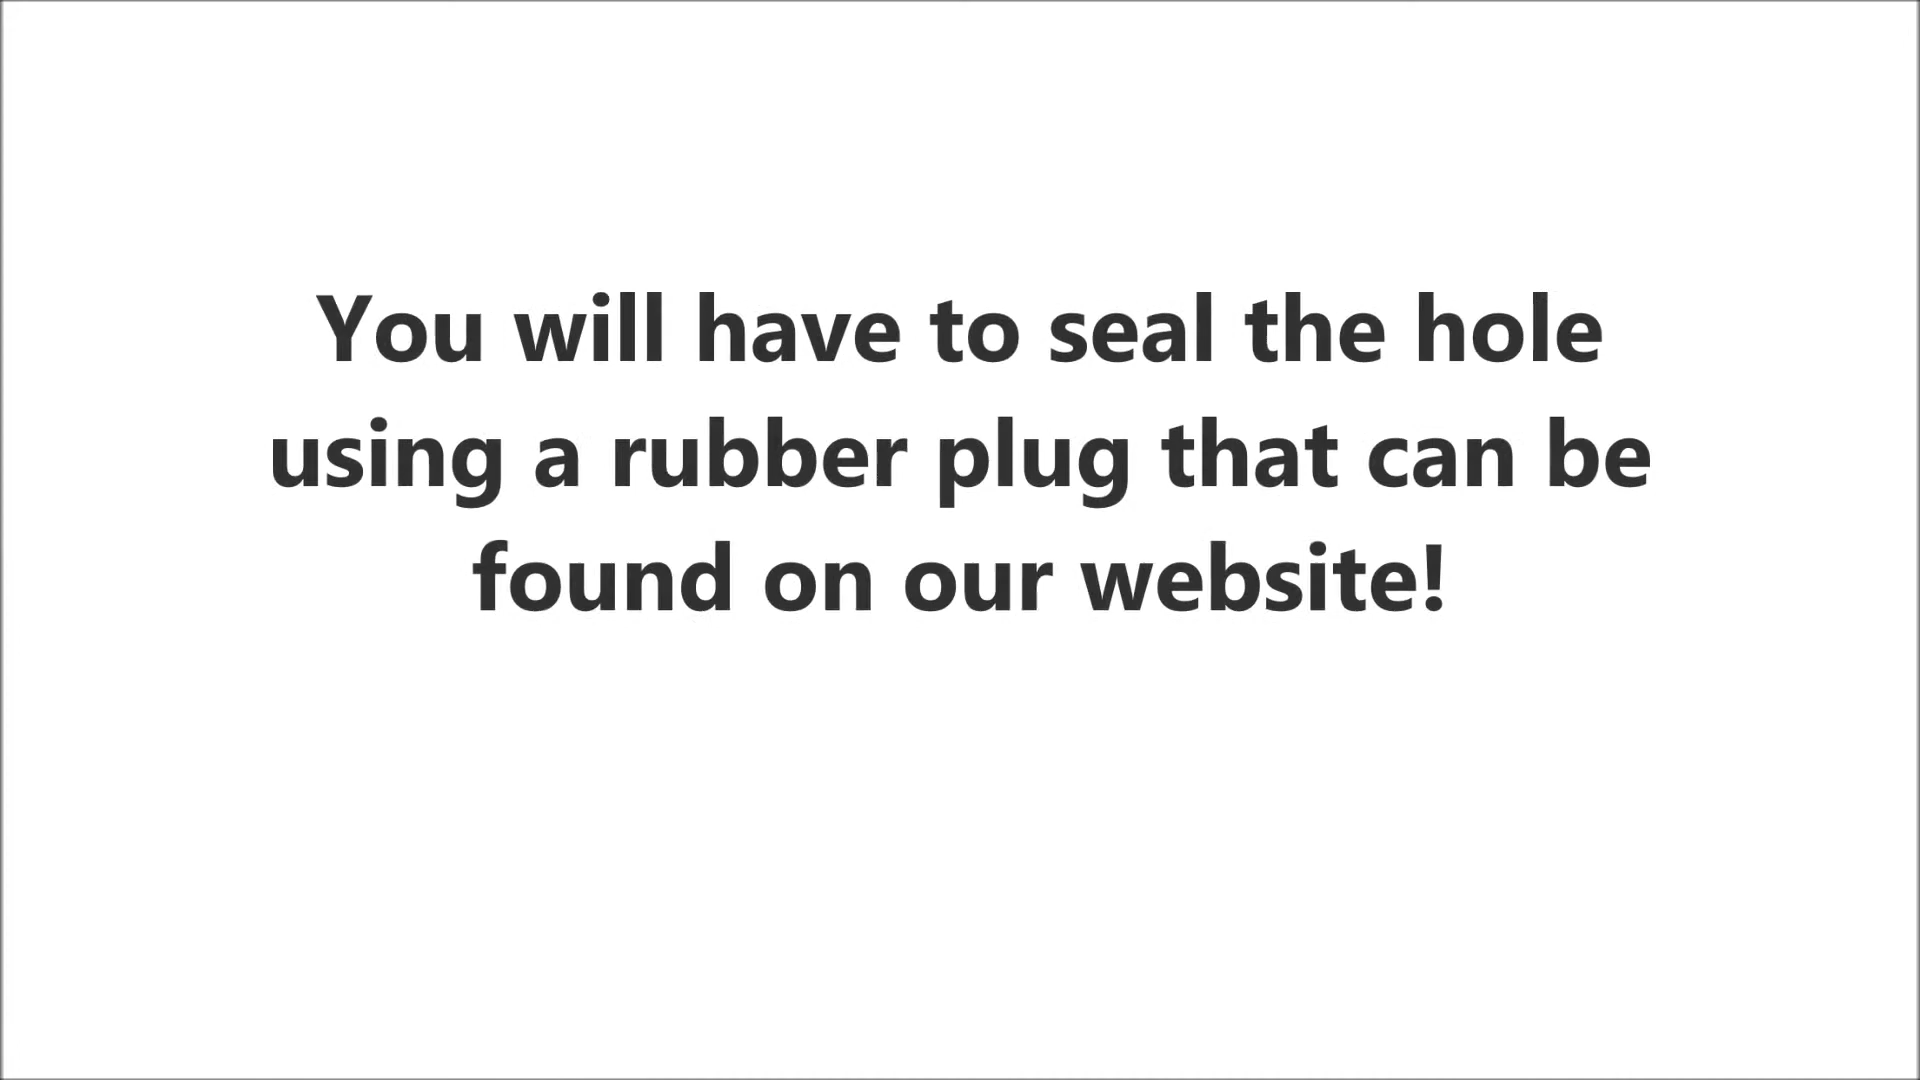 You will have to seal the hole
using a rubber plug that can be
found on our website!